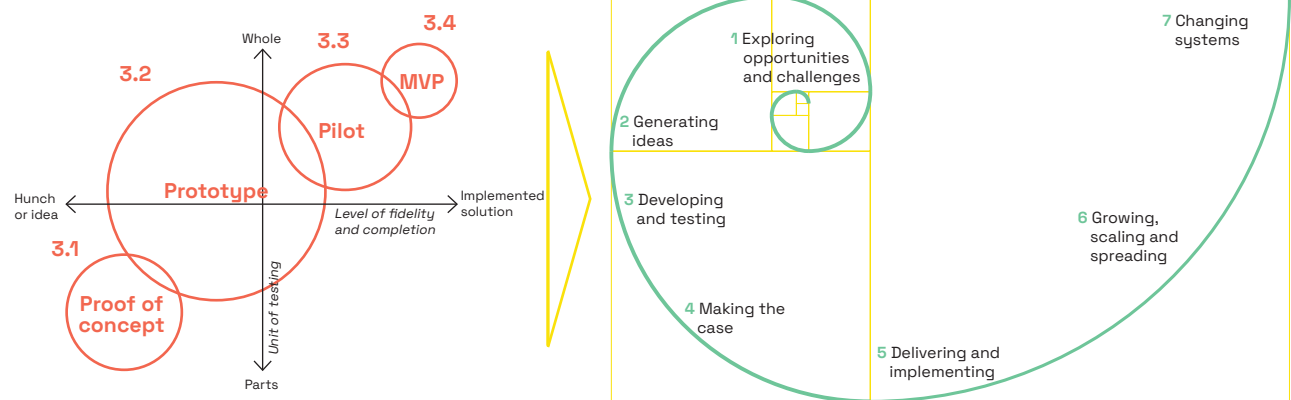 3.4
3.3
Whole
3.2
MVP
Pilot
Prototype
Hunch
or idea
Implemented
solution
Level of fidelity
and completion
3.1
Proof of
concept
Unit of testing
Parts
1 Exploring
opportunities
and challenges
2 Generating
ideas
3 Developing
and testing
4 Making the
case
5 Delivering and
implementing
6 Growing,
scaling and
spreading
7 Changing
systems